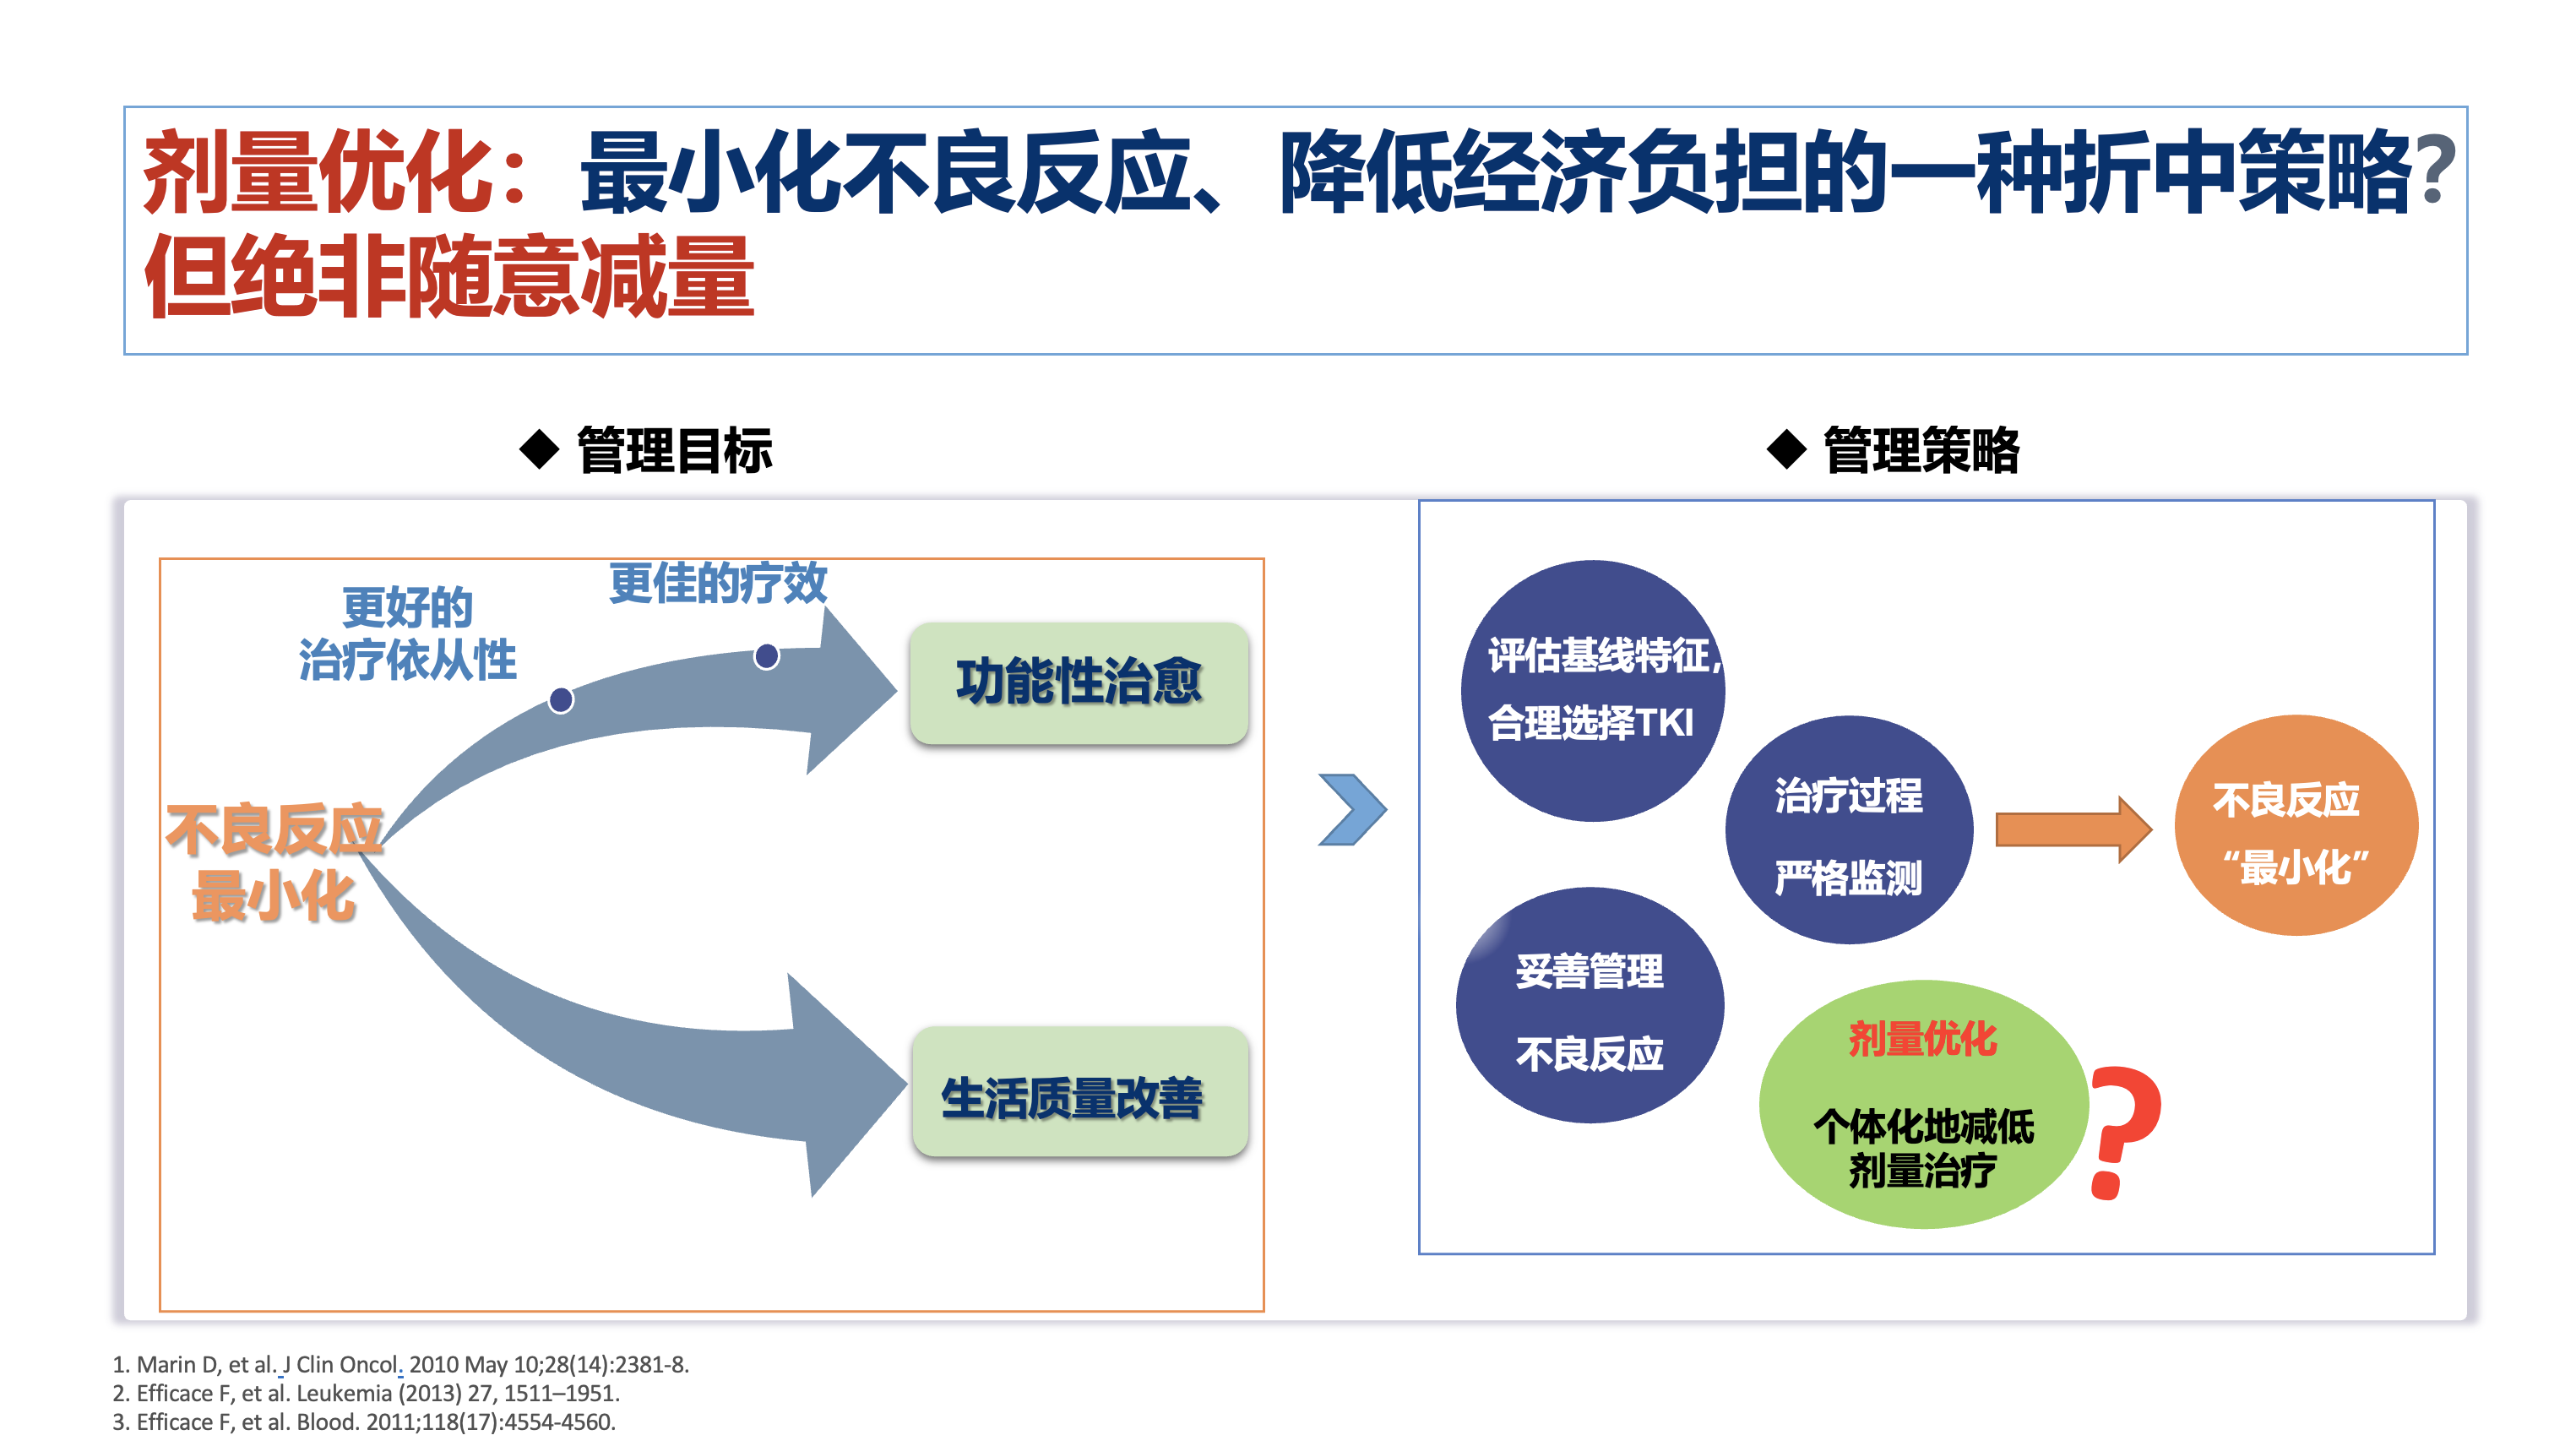 剂量优化：最小化不良反应、降低经济负担的一种折中策略?
但绝非随意减量
◆ 管理目标
更好的
治疗依从性
更佳的疗效
不良反应
最小化
功能性治愈
生活质量改善
◆ 管理策略
评估基线特征,
合理选择TKI
治疗过程
严格监测
妥善管理
不良反应
剂量优化
个体化地减低
剂量治疗
?
不良反应
“最小化”
1. Marin D, et al. J Clin Oncol. 2010 May 10;28(14):2381-8.
2. Efficace F, et al. Leukemia (2013) 27, 1511–1951.
3. Efficace F, et al. Blood. 2011;118(17):4554-4560.